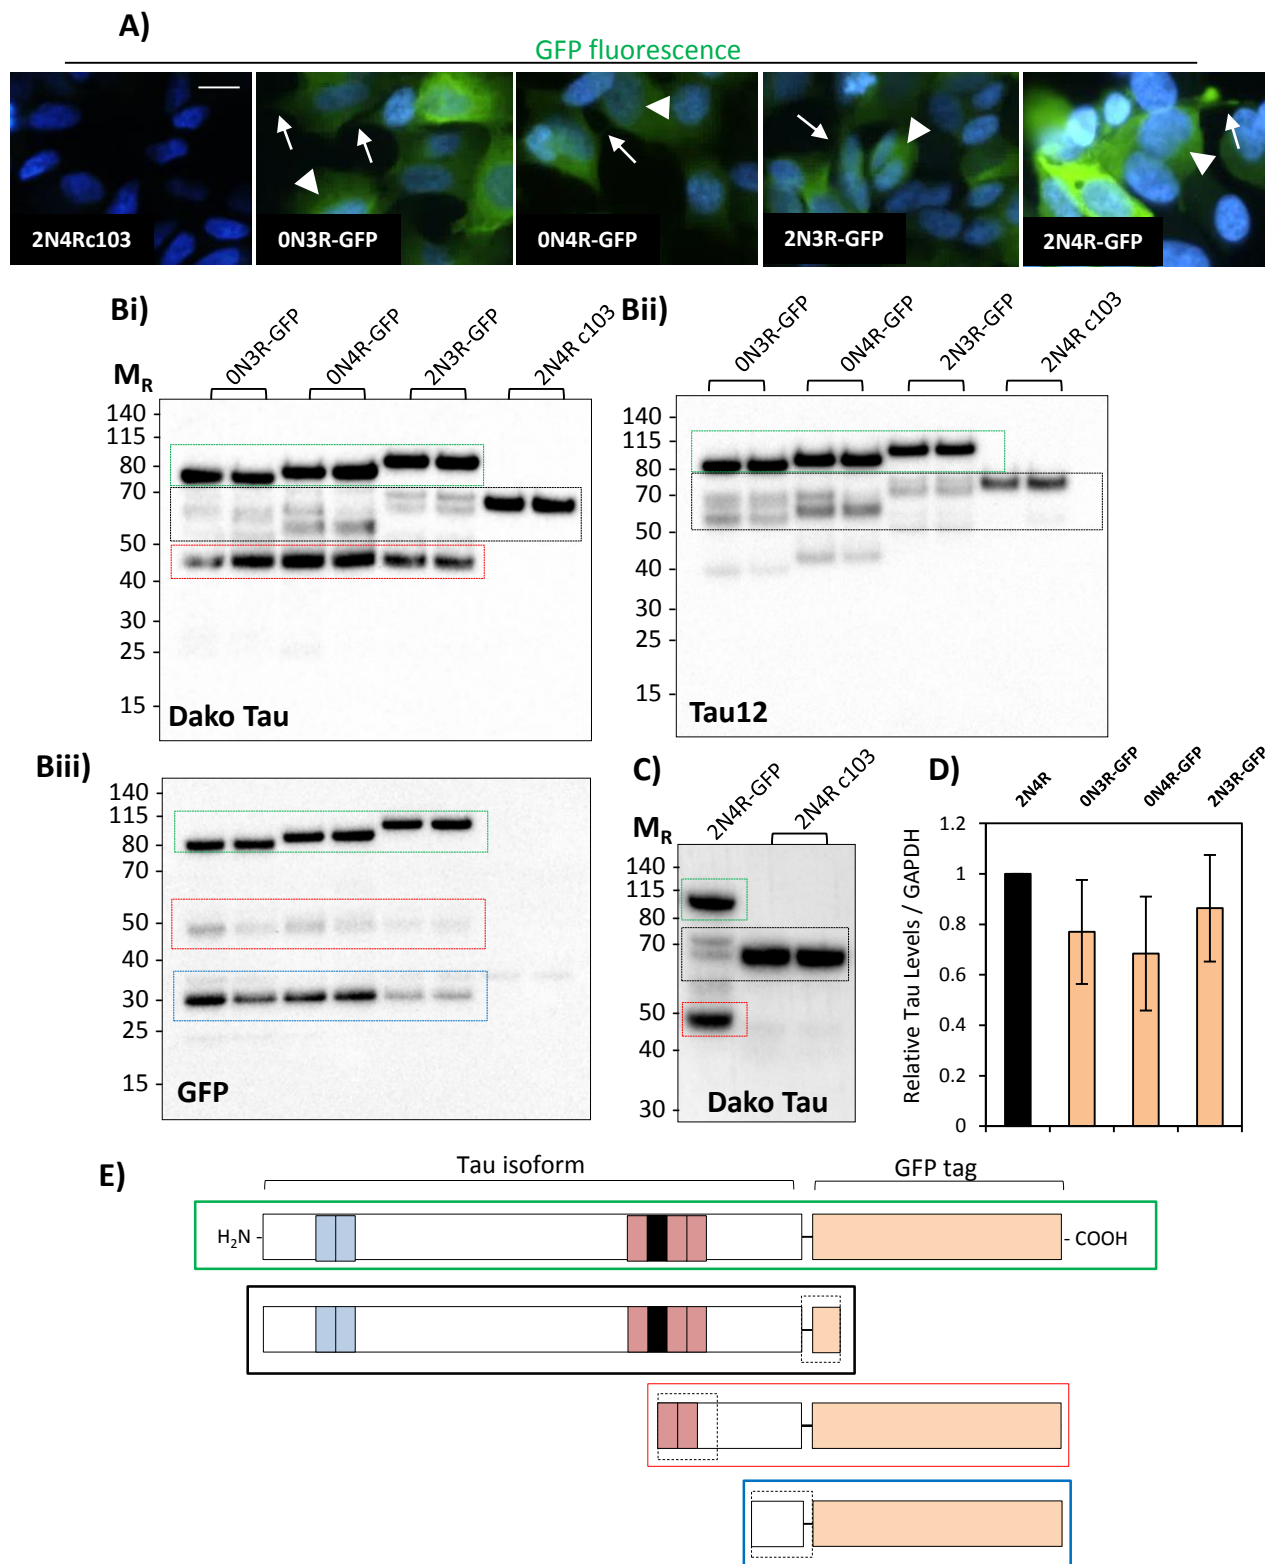 A)
GFP fluorescence
2N4Rc103
0N3R-GFP
0N4R-GFP
2N3R-GFP
2N4R-GFP
Bi)
0N3R-GFP
0N4R-GFP
2N3R-GFP
2N4R c103
MR
140
115
80
70
50
40
30
25
15
Dako Tau
Bii)
0N3R-GFP
0N4R-GFP
2N3R-GFP
2N4R c103
140
115
80
70
50
40
30
25
15
Tau12
Biii)
140
115
80
70
50
40
30
25
15
GFP
C)
2N4R-GFP
2N4R c103
MR
140
115
80
70
50
40
30
Dako Tau
D)
2N4R
0N3R-GFP
0N4R-GFP
2N3R-GFP
Relative Tau Levels / GAPDH
1.2
1
0.8
0.6
0.4
0.2
0
E)
Tau isoform
GFP tag
H2N -
- COOH